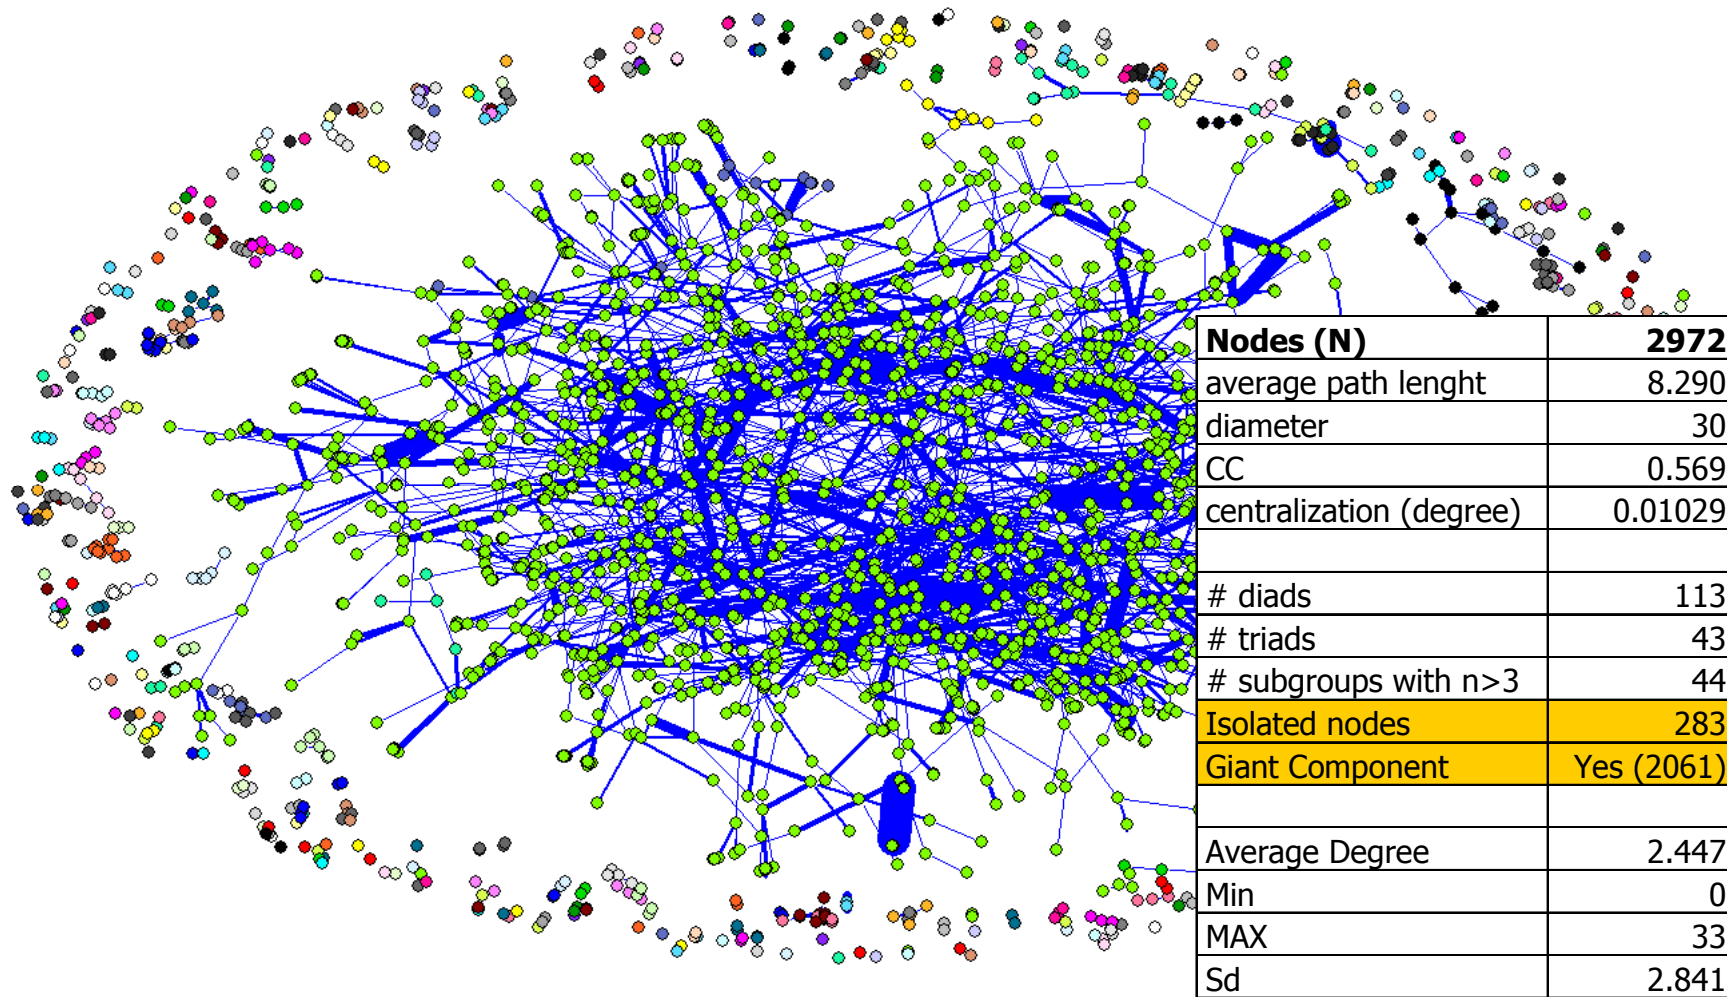 Nodes (N) 2972
average path lenght 8.290
diameter 30
CC 0.569
centralization (degree) 0.01029
# diads 113
# triads 43
# subgroups with n>3 44
Isolated nodes 283
Giant Component Yes (2061)
Average Degree 2.447
Min 0
MAX 33
Sd 2.841